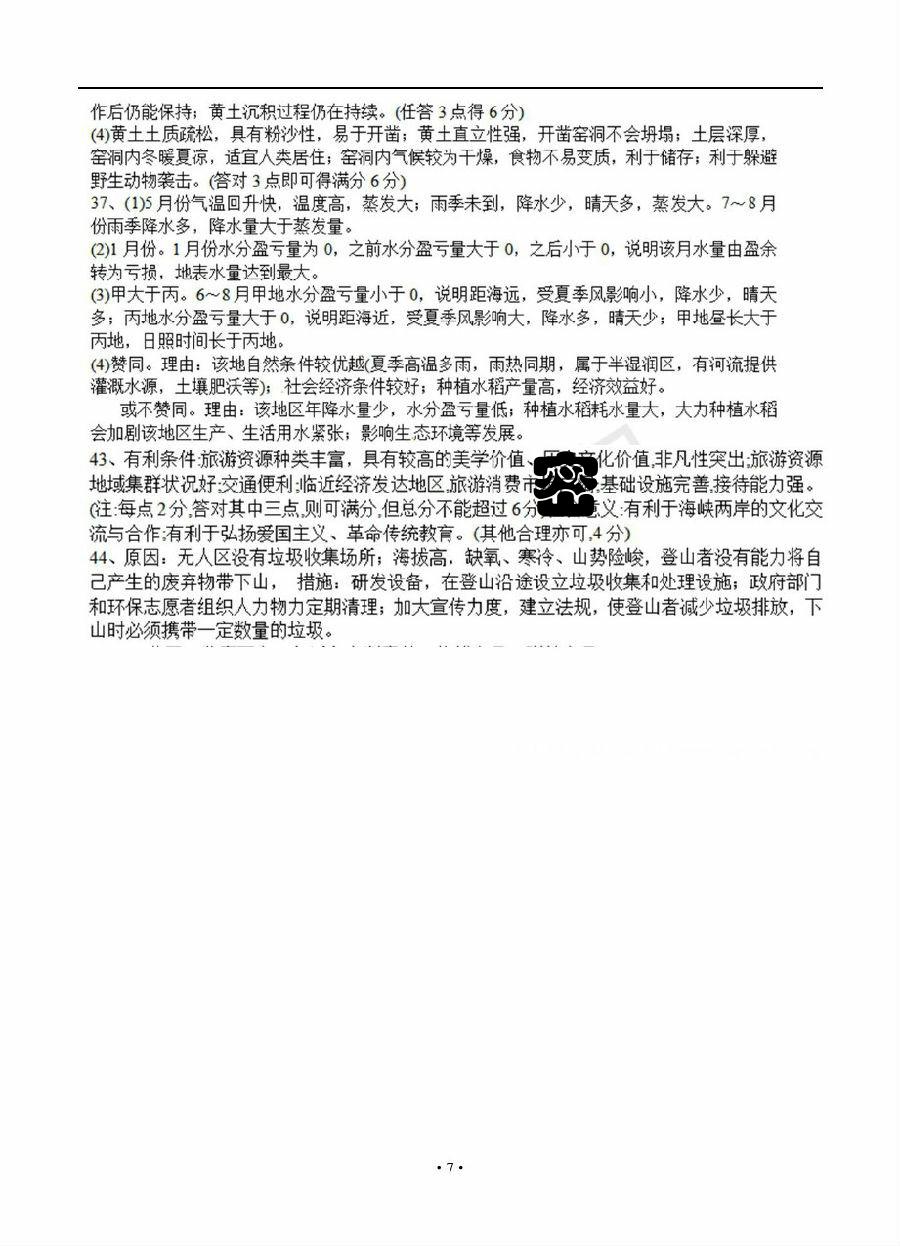 作后仍能保持；黄土沉积过程仍在持续。(任答 3 点得 6 分)
(4)黄土土质疏松，具有粉沙性，易于开凿；黄土直立性强，开凿窑洞不会坍塌；土层深厚，
窑洞内冬暖夏凉，适宜人类居住；窑洞内气候较为干燥，食物不易变质，利于储存；利于躲避
野生动物袭击。(答对 3 点即可得满分 6 分)
37、(1)5 月份气温回升快，温度高，蒸发大；雨季未到，降水少，晴天多，蒸发大。7～8 月
份雨季降水多，降水量大于蒸发量。
(2)1 月份。1 月份水分盈亏量为 0，之前水分盈亏量大于 0，之后小于 0，说明该月水量由盈余
转为亏损，地表水量达到最大。
(3)甲大于丙。6～8 月甲地水分盈亏量小于 0，说明距海远，受夏季风影响小，降水少，晴天
多；丙地水分盈亏量大于 0，说明距海近，受夏季风影响大，降水多，晴天少；甲地昼长大于
丙地，日照时间长于丙地。
(4)赞同。理由：该地自然条件较优越(夏季高温多雨，雨热同期，属于半湿润区，有河流提供
灌溉水源，土壤肥沃等)；社会经济条件较好；种植水稻产量高，经济效益好。
或不赞同。理由：该地区年降水量少，水分盈亏量低；种植水稻耗水量大，大力种植水稻
会加剧该地区生产、生活用水紧张；影响生态环境等发展。
43、有利条件:旅游资源种类丰富，具有较高的美学价值、文化价值,非凡性突出;旅游资源
地域集群状况好;交通便利;临近经济发达地区,旅游消费市;基础设施完善,接待能力强。
(注:每点 2 分,答对其中三点,则可满分,但总分不能超过 6 分意义:有利于海峡两岸的文化交
流与合作;有利于弘扬爱国主义、革命传统教育。(其他合理亦可,4 分)
44、原因：无人区没有垃圾收集场所；海拔高，缺氧、寒冷、山势险峻，登山者没有能力将自
己产生的废弃物带下山， 措施：研发设备，在登山沿途设立垃圾收集和处理设施；政府部门
和环保志愿者组织人力物力定期清理；加大宣传力度，建立法规，使登山者减少垃圾排放，下
山时必须携带一定数量的垃圾。
• 7 •